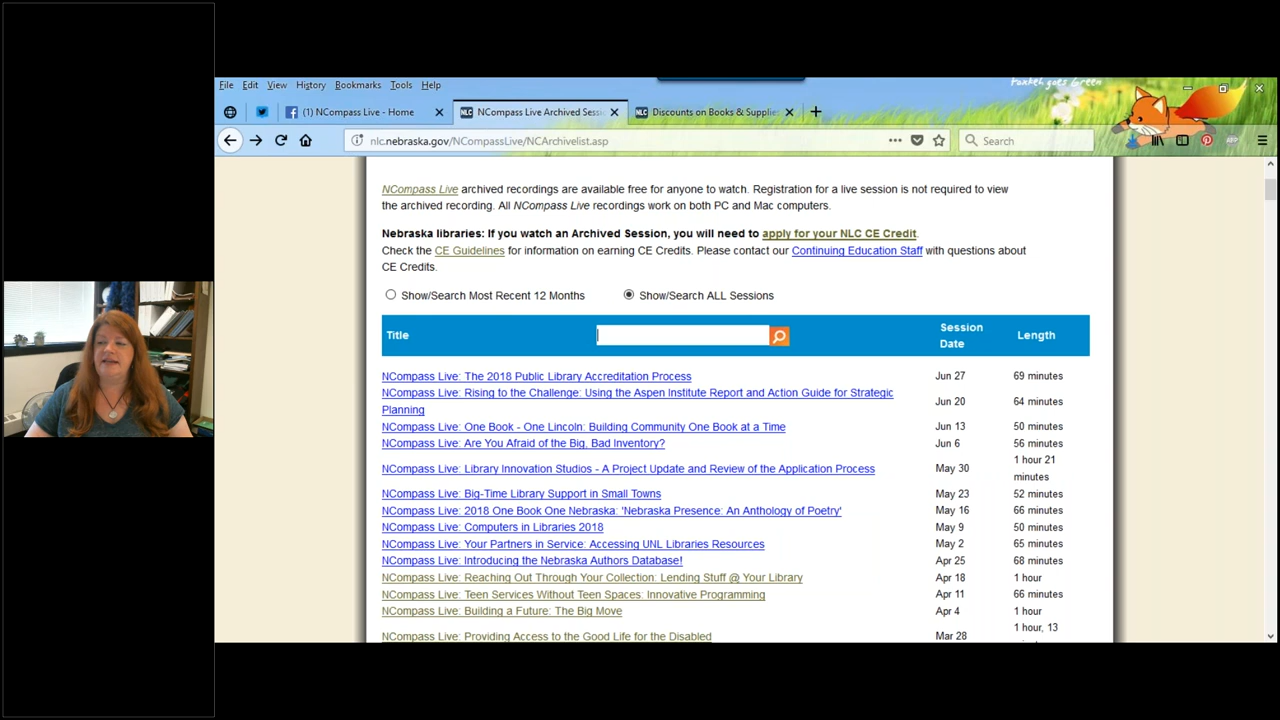 Foxkeh goes Green
File Edit View History Bookmarks Tools Help
(1) NCompass Live - Home
NCompass Live Archived Sessi
Discounts on Books & Supplie
nlc.nebraska.gov/NCompassLive/NCArchivelist.asp
Search
NCompass Live archived recordings are available free for anyone to watch. Registration for a live session is not required to view
the archived recording. All NCompass Live recordings work on both PC and Mac computers.
Nebraska libraries: If you watch an Archived Session, you will need to apply for your NLC CE Credit.
Check the CE Guidelines for information on earning CE Credits. Please contact our Continuing Education Staff with questions about
CE Credits.
Show/Search Most Recent 12 Months Show/Search ALL Sessions
Title Session Date Length
NCompass Live: The 2018 Public Library Accreditation Process Jun 27 69 minutes
NCompass Live: Rising to the Challenge: Using the Aspen Institute Report and Action Guide for Strategic
Planning Jun 20 64 minutes
NCompass Live: One Book - One Lincoln: Building Community One Book at a Time Jun 13 50 minutes
NCompass Live: Are You Afraid of the Big, Bad Inventory? Jun 6 56 minutes
NCompass Live: Library Innovation Studios - A Project Update and Review of the Application Process May 30 1 hour 21
minutes
NCompass Live: Big-Time Library Support in Small Towns May 23 52 minutes
NCompass Live: 2018 One Book One Nebraska: 'Nebraska Presence: An Anthology of Poetry' May 16 66 minutes
NCompass Live: Computers in Libraries 2018 May 9 50 minutes
NCompass Live: Your Partners in Service: Accessing UNL Libraries Resources May 2 65 minutes
NCompass Live: Introducing the Nebraska Authors Database! Apr 25 68 minutes
NCompass Live: Reaching Out Through Your Collection: Lending Stuff @ Your Library Apr 18 1 hour
NCompass Live: Teen Services Without Teen Spaces: Innovative Programming Apr 11 66 minutes
NCompass Live: Building a Future: The Big Move Apr 4 1 hour
NCompass Live: Providing Access to the Good Life for the Disabled Mar 28 1 hour, 13